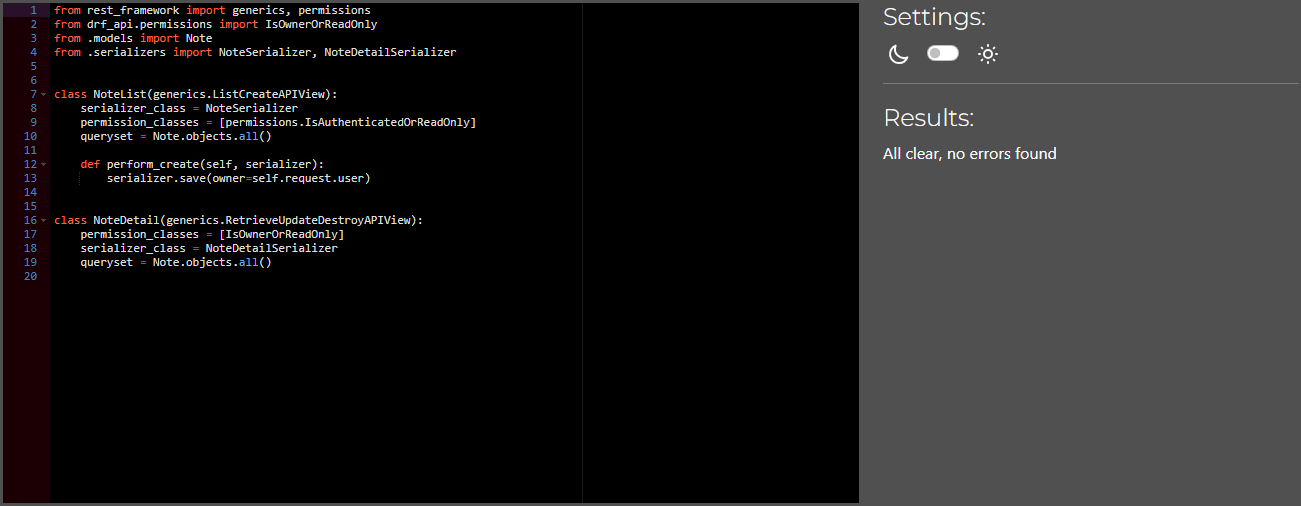 1 from rest_framework import generics, permissions
2 from drf_api.permissions import IsOwnerOrReadOnly
3 from .models import Note
4 from .serializers import NoteSerializer, NoteDetailSerializer
5
6
7 class NoteList(generics.ListCreateAPIView):
8     serializer_class = NoteSerializer
9     permission_classes = [permissions.IsAuthenticatedOrReadOnly]
10     queryset = Note.objects.all()
11
12     def perform_create(self, serializer):
13         serializer.save(owner=self.request.user)
14
15
16 class NoteDetail(generics.RetrieveUpdateDestroyAPIView):
17     permission_classes = [IsOwnerOrReadOnly]
18     serializer_class = NoteDetailSerializer
19     queryset = Note.objects.all()
20
Settings:
Results:
All clear, no errors found